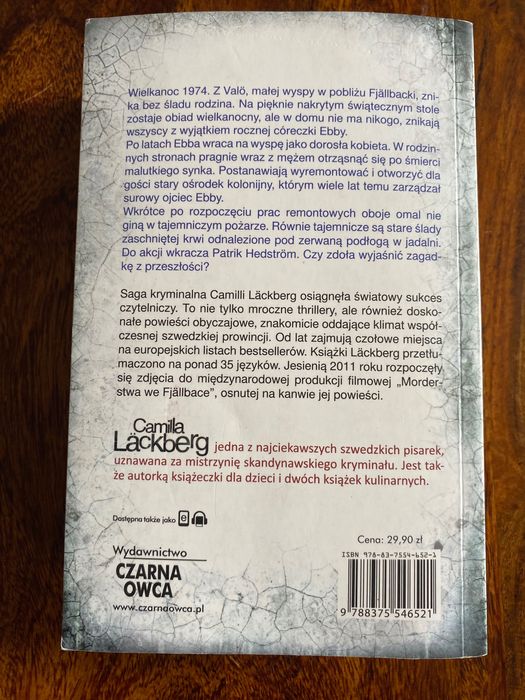 Wielkanoc 1974. Z Valö, małej wyspy w pobliżu Fjällbacki, zni-
ka bez śladu rodzina. Na pięknie nakrytym świątecznym stole
zostaje obiad wielkanocny, ale w domu nie ma nikogo, znikają
wszyscy z wyjątkiem rocznej córeczki Ebby.
Po latach Ebba wraca na wyspę jako dorosła kobieta. W rodzin-
nych stronach pragnie wraz z mężem otrząsnąć się po śmierci
malutkiego synka. Postanawiają wyremontować i otworzyć dla
gości stary ośrodek kolonijny, którym wiele lat temu zarządzał
surowy ojciec Ebby.
Wkrótce po rozpoczęciu prac remontowych oboje omal nie
giną w tajemniczym pożarze. Równie tajemnicze są stare ślady
zaschniętej krwi odnalezione pod zerwaną podłogą w jadalni.
Do akcji wkracza Patrik Hedström. Czy zdoła wyjaśnić zagad-
kę z przeszłości?
Saga kryminalna Camilli Läckberg osiągnęła światowy sukces
czytelniczy. To nie tylko mroczne thrillery, ale również dosko-
nałe powieści obyczajowe, znakomicie oddające klimat współ-
czesnej szwedzkiej prowincji. Od lat zajmują czołowe miejsca
na europejskich listach bestsellerów. Książki Läckberg przetłu-
maczono na ponad 35 języków. Jesienią 2011 roku rozpoczęły
się zdjęcia do międzynarodowej produkcji filmowej „Morder-
stwa we Fjällbace”, osnutej na kanwie jej powieści.
Camilla
Läckberg jedna z najciekawszych szwedzkich pisarek,
uznawana za mistrzynię skandynawskiego kryminału. Jest tak-
że autorką książeczki dla dzieci i dwóch książek kulinarnych.
Dostępna także jako e
Cena: 29,90 zł
ISBN 978-83-7554-652-1
Wydawnictwo
CZARNA
OWCA
www.czarnaowca.pl
9 788375 546521